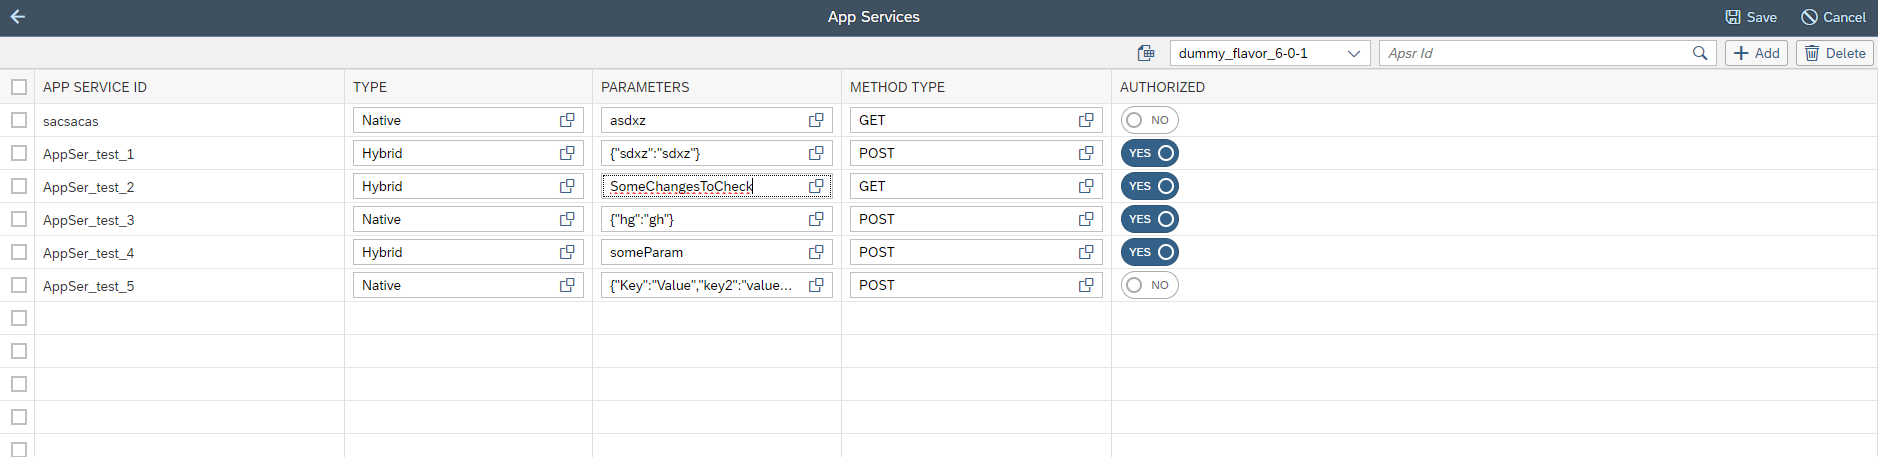 App Services Save Cancel
dummy_flavor_6-0-1 Apsr Id Add Delete
APP SERVICE ID TYPE PARAMETERS METHOD TYPE AUTHORIZED
sacsacas Native asdxz GET NO
AppSer_test_1 Hybrid {"sdxz":"sdxz"} POST YES
AppSer_test_2 Hybrid SomeChangesToCheck GET YES
AppSer_test_3 Native {"hg":"gh"} POST YES
AppSer_test_4 Hybrid someParam POST YES
AppSer_test_5 Native {"Key":"Value","key2":"value... POST NO